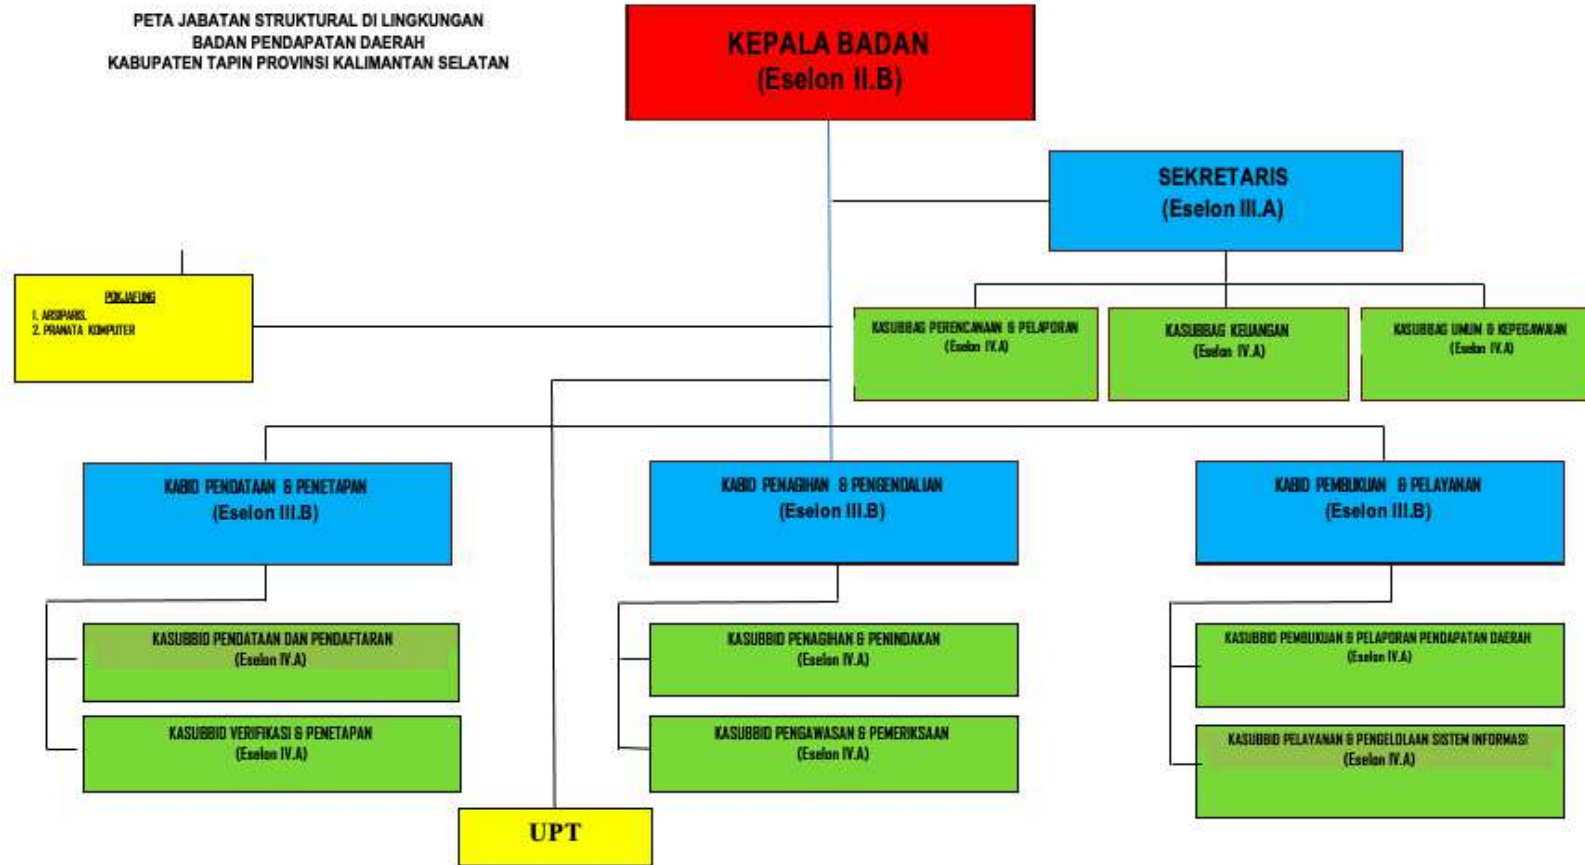 PETA JABATAN STRUKTURAL DI LINGKUNGAN
BADAN PENDAPATAN DAERAH
KABUPATEN TAPIN PROVINSI KALIMANTAN SELATAN
KEPALA BADAN
(Eselon II.B)
SEKRETARIS
(Eselon III.A)
POKJAFUNG
1. ARSIPARIS.
2. PRANATA KOMPUTER
KASUBBAG PERENCANAAN & PELAPORAN
(Eselon IV.A)
KASUBBAG KEUANGAN
(Eselon IV.A)
KASUBBAG UMUM & KEPEGAWAIAN
(Eselon IV.A)
KABID PENDATAAN & PENETAPAN
(Eselon III.B)
KABID PENAGIHAN & PENGENDALIAN
(Eselon III.B)
KABID PEMBUKUAN & PELAYANAN
(Eselon III.B)
KASUBBID PENDATAAN DAN PENDAFTARAN
(Eselon IV.A)
KASUBBID PENAGIHAN & PENINDAKAN
(Eselon IV.A)
KASUBBID PEMBUKUAN & PELAPORAN PENDAPATAN DAERAH
(Eselon IV.A)
KASUBBID VERIFIKASI & PENETAPAN
(Eselon IV.A)
KASUBBID PENGAWASAN & PEMERIKSAAN
(Eselon IV.A)
KASUBBID PELAYANAN & PENGELOLAAN SISTEM INFORMASI
(Eselon IV.A)
UPT